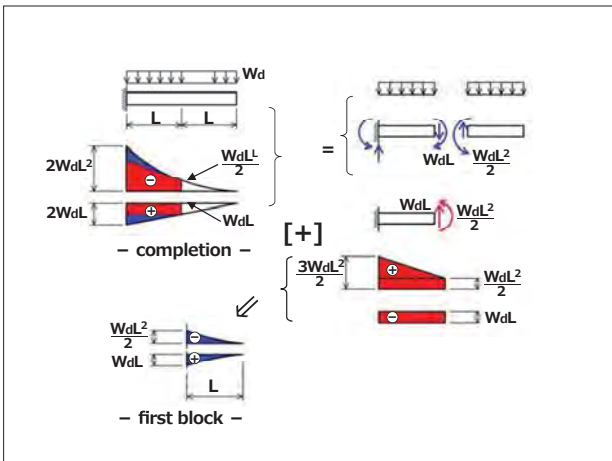 Wd
L L
2WdL²
−
WdLᴸ
2
2WdL
+
WdL
– completion –
=
WdL
WdL²
2
WdL
WdL²
2
[+]
3WdL²
2
+
WdL²
2
−
WdL
WdL²
2
−
WdL
+
L
– first block –